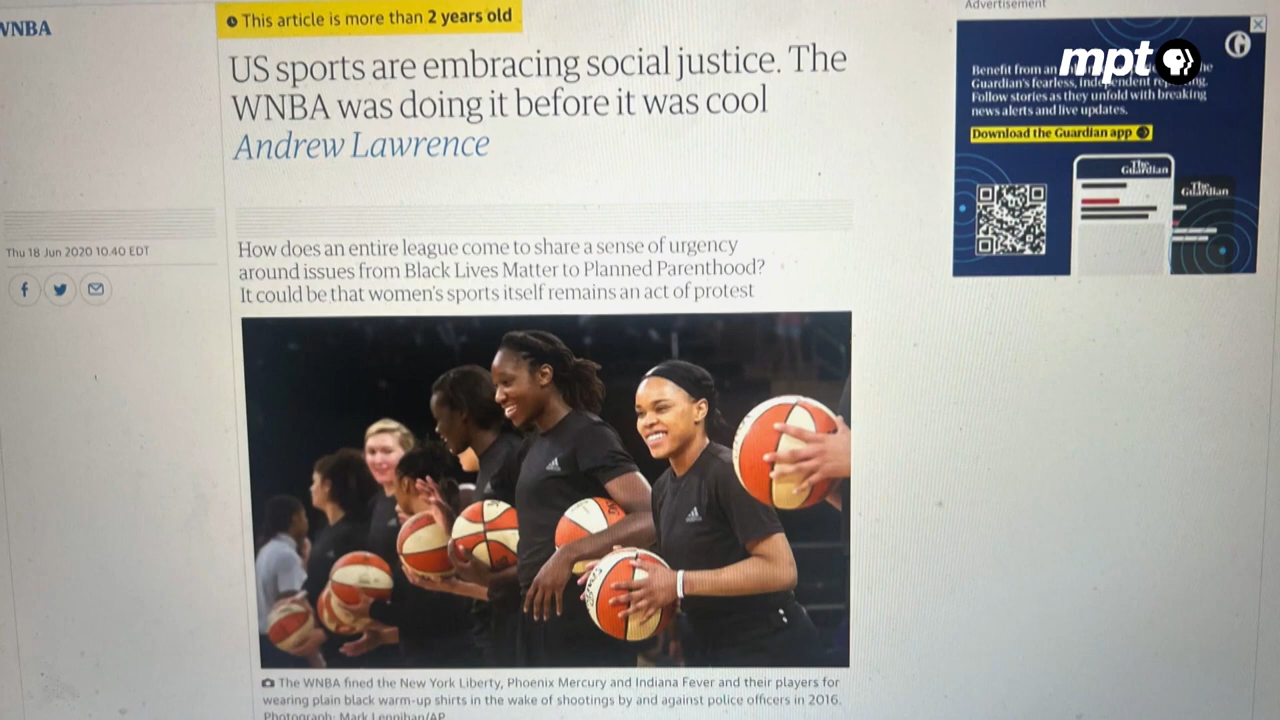 WNBA
This article is more than 2 years old
US sports are embracing social justice. The
WNBA was doing it before it was cool
Andrew Lawrence
Thu 18 Jun 2020 10.40 EDT
How does an entire league come to share a sense of urgency
around issues from Black Lives Matter to Planned Parenthood?
It could be that women's sports itself remains an act of protest
The WNBA fined the New York Liberty, Phoenix Mercury and Indiana Fever and their players for
wearing plain black warm-up shirts in the wake of shootings by and against police officers in 2016.
Photograph: Mark Lennihan/AP
Advertisement
mpt
Benefit from an
Guardian's fearless, independent reporting.
Follow stories as they unfold with breaking
news alerts and live updates.
Download the Guardian app
The
Guardian
The
Guardian